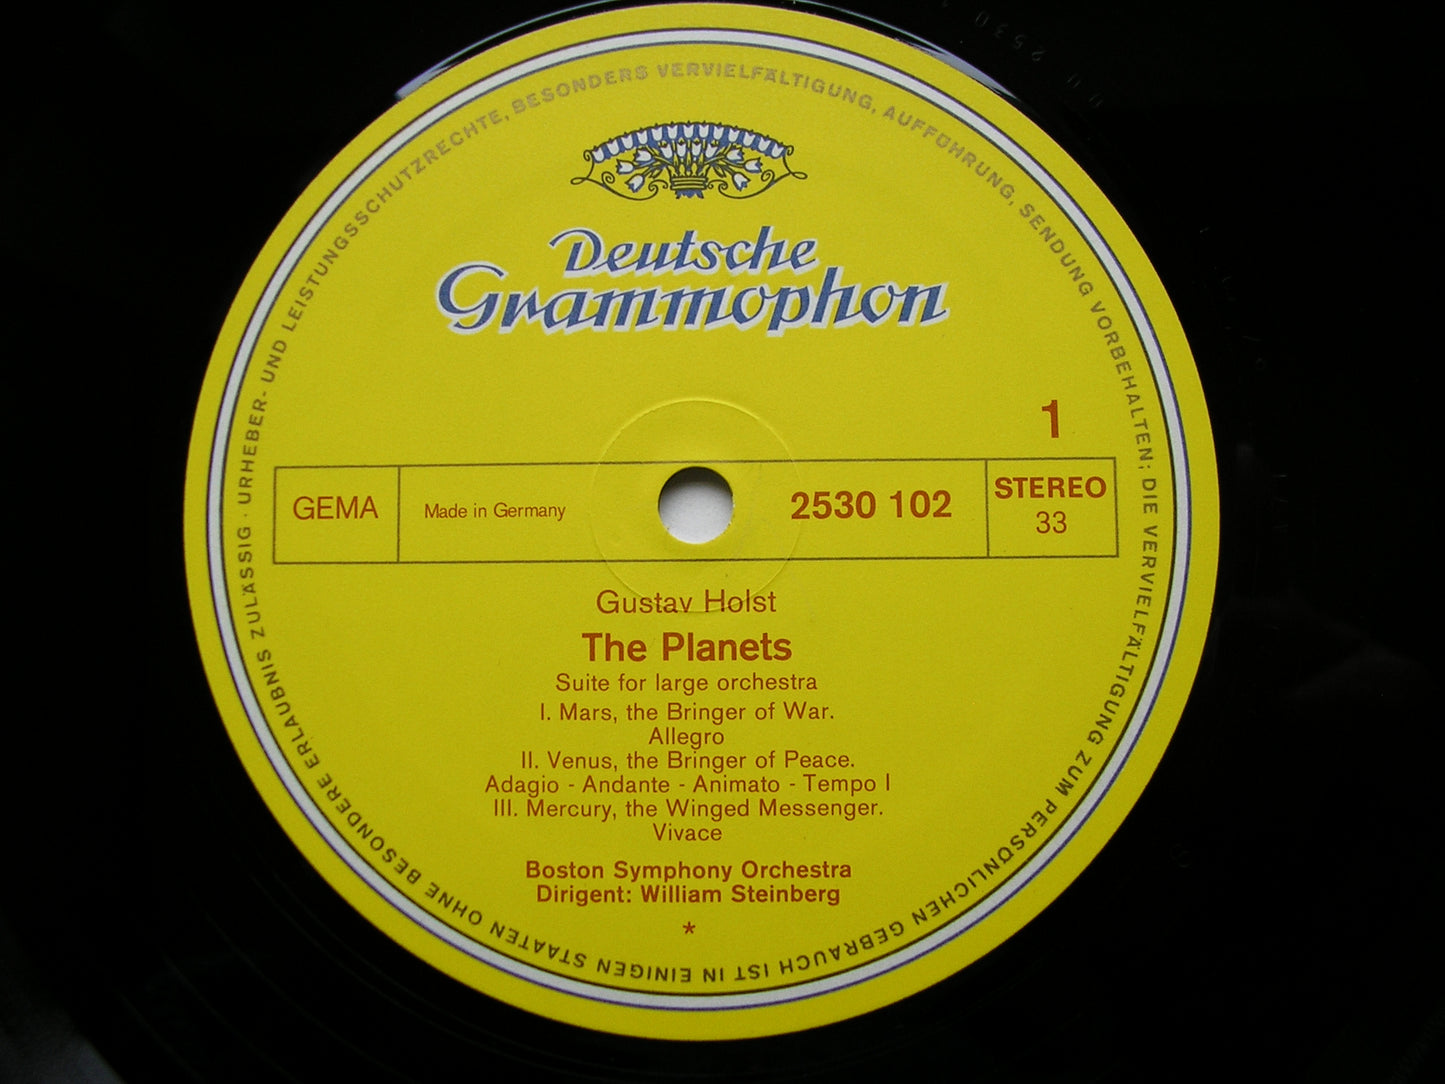 URHEBER- UND LEISTUNGSSCHUTZRECHTE, BESONDERS VERVIELFÄLTIGUNG, AUFFÜHRUNG, SENDUNG VORBEHALTEN; DIE VERVIELFÄLTIGUNG ZUM PERSÖNLICHEN GEBRAUCH IST IN EINIGEN STAATEN OHNE BESONDERE ERLAUBNIS ZULÄSSIG ·
Deutsche
Grammophon
1
GEMA
Made in Germany
2530 102
STEREO
33
Gustav Holst
The Planets
Suite for large orchestra
I. Mars, the Bringer of War.
Allegro
II. Venus, the Bringer of Peace.
Adagio - Andante - Animato - Tempo I
III. Mercury, the Winged Messenger.
Vivace
Boston Symphony Orchestra
Dirigent: William Steinberg
*